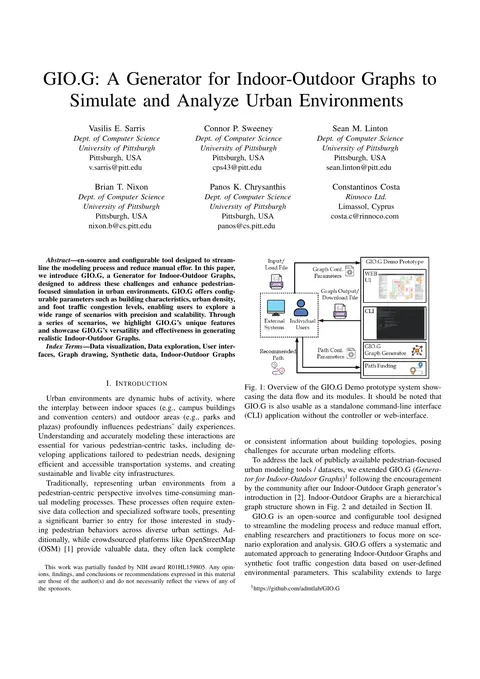 GIO.G: A Generator for Indoor-Outdoor Graphs to
Simulate and Analyze Urban Environments
Vasilis E. Sarris
Dept. of Computer Science
University of Pittsburgh
Pittsburgh, USA
v.sarris@pitt.edu
Connor P. Sweeney
Dept. of Computer Science
University of Pittsburgh
Pittsburgh, USA
cps43@pitt.edu
Sean M. Linton
Dept. of Computer Science
University of Pittsburgh
Pittsburgh, USA
sean.linton@pitt.edu
Brian T. Nixon
Dept. of Computer Science
University of Pittsburgh
Pittsburgh, USA
nixon.b@cs.pitt.edu
Panos K. Chrysanthis
Dept. of Computer Science
University of Pittsburgh
Pittsburgh, USA
panos@cs.pitt.edu
Constantinos Costa
Rinnoco Ltd.
Limassol, Cyprus
costa.c@rinnoco.com
Abstract—en-source and configurable tool designed to stream-
line the modeling process and reduce manual effor. In this paper,
we introduce GIO.G, a Generator for Indoor-Outdoor Graphs,
designed to address these challenges and enhance pedestrian-
focused simulation in urban environments. GIO.G offers config-
urable parameters such as building characteristics, urban density,
and foot traffic congestion levels, enabling users to explore a
wide range of scenarios with precision and scalability. Through
a series of scenarios, we highlight GIO.G's unique features
and showcase GIO.G's versatility and effectiveness in generating
realistic Indoor-Outdoor Graphs.
Index Terms—Data visualization, Data exploration, User inter-
faces, Graph drawing, Synthetic data, Indoor-Outdoor Graphs
I. INTRODUCTION
Urban environments are dynamic hubs of activity, where
the interplay between indoor spaces (e.g., campus buildings
and convention centers) and outdoor areas (e.g., parks and
plazas) profoundly influences pedestrians' daily experiences.
Understanding and accurately modeling these interactions are
essential for various pedestrian-centric tasks, including de-
veloping applications tailored to pedestrian needs, designing
efficient and accessible transportation systems, and creating
sustainable and livable city infrastructures.
Traditionally, representing urban environments from a
pedestrian-centric perspective involves time-consuming man-
ual modeling processes. These processes often require exten-
sive data collection and specialized software tools, presenting
a significant barrier to entry for those interested in study-
ing pedestrian behaviors across diverse urban settings. Ad-
ditionally, while crowdsourced platforms like OpenStreetMap
(OSM) [1] provide valuable data, they often lack complete
This work was partially funded by NIH award R01HL159805. Any opin-
ions, findings, and conclusions or recommendations expressed in this material
are those of the author(s) and do not necessarily reflect the views of any of
the sponsors.
Input/
Load File
Graph Conf.
Parameters
Graph Output/
Download File
External
Systems
Individual
Users
Recommended
Path
Path Conf.
Parameters
GIO.G Demo Prototype
WEB
UI
CLI
GIO.G
Graph Generator
Path Finding
Fig. 1: Overview of the GIO.G Demo prototype system show-
casing the data flow and its modules. It should be noted that
GIO.G is also usable as a standalone command-line interface
(CLI) application without the controller or web-interface.
or consistent information about building topologies, posing
challenges for accurate urban modeling efforts.
To address the lack of publicly available pedestrian-focused
urban modeling tools / datasets, we extended GIO.G (Genera-
tor for Indoor-Outdoor Graphs)1 following the encouragement
by the community after our Indoor-Outdoor Graph generator's
introduction in [2]. Indoor-Outdoor Graphs are a hierarchical
graph structure shown in Fig. 2 and detailed in Section II.
GIO.G is an open-source and configurable tool designed
to streamline the modeling process and reduce manual effort,
enabling researchers and practitioners to focus more on sce-
nario exploration and analysis. GIO.G offers a systematic and
automated approach to generating Indoor-Outdoor Graphs and
synthetic foot traffic congestion data based on user-defined
environmental parameters. This scalability extends to large
1https://github.com/admtlab/GIO.G